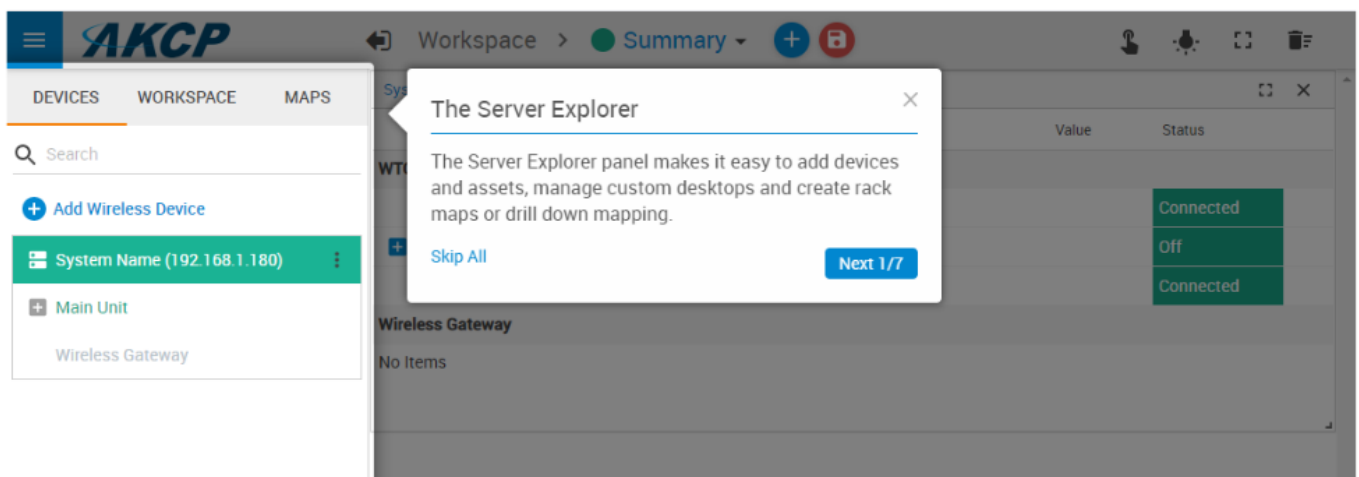 AKCP
Workspace > Summary
DEVICES WORKSPACE MAPS
Search
Add Wireless Device
System Name (192.168.1.180)
Main Unit
Wireless Gateway
The Server Explorer
The Server Explorer panel makes it easy to add devices
and assets, manage custom desktops and create rack
maps or drill down mapping.
Skip All
Next 1/7
Value Status
Connected
Off
Connected
Wireless Gateway
No Items